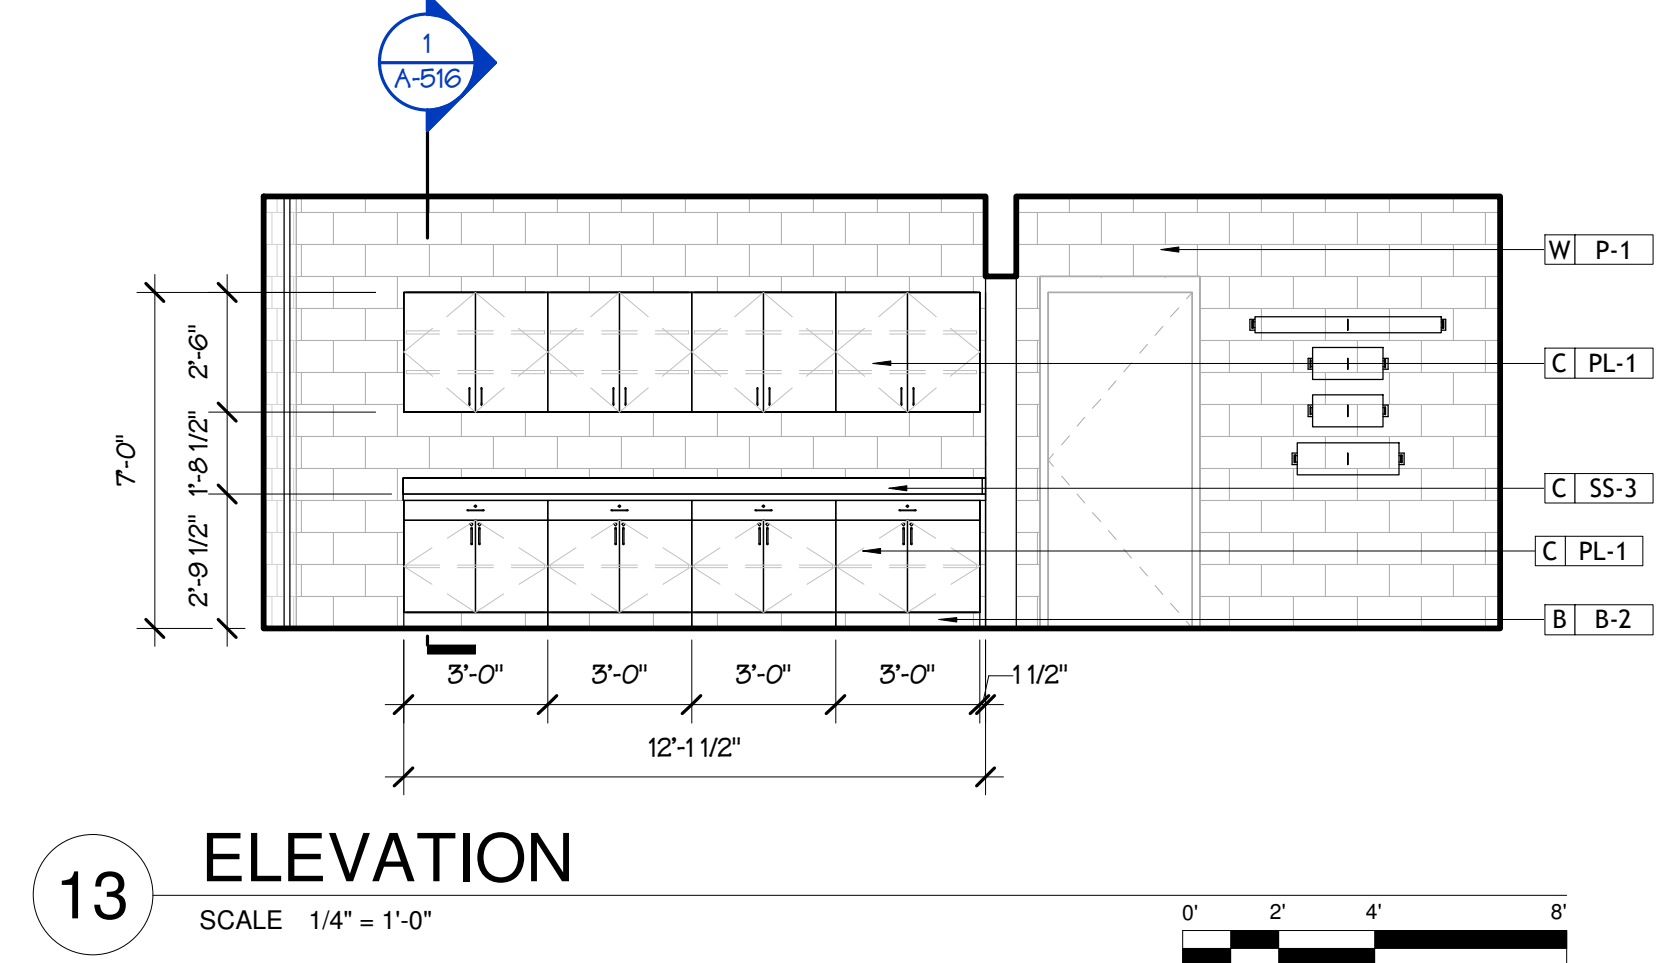 1
A-516
W P-1
2'-6"
C PL-1
7'-0"
1'-8 1/2"
C SS-3
2'-9 1/2"
C PL-1
B B-2
3'-0" 3'-0" 3'-0" 3'-0" 1 1/2"
12'-1 1/2"
13 ELEVATION
SCALE 1/4" = 1'-0"
0' 2' 4' 8'